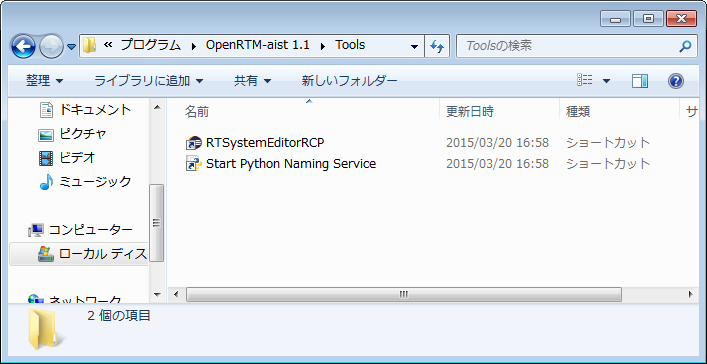 « プログラム ▸ OpenRTM-aist 1.1 ▸ Tools
Toolsの検索
整理 ライブラリに追加 共有 新しいフォルダー
名前 更新日時 種類 サ
ドキュメント
ピクチャ
ビデオ
ミュージック
コンピューター
ローカル ディス
ネットワーク
RTSystemEditorRCP 2015/03/20 16:58 ショートカット
Start Python Naming Service 2015/03/20 16:58 ショートカット
2 個の項目